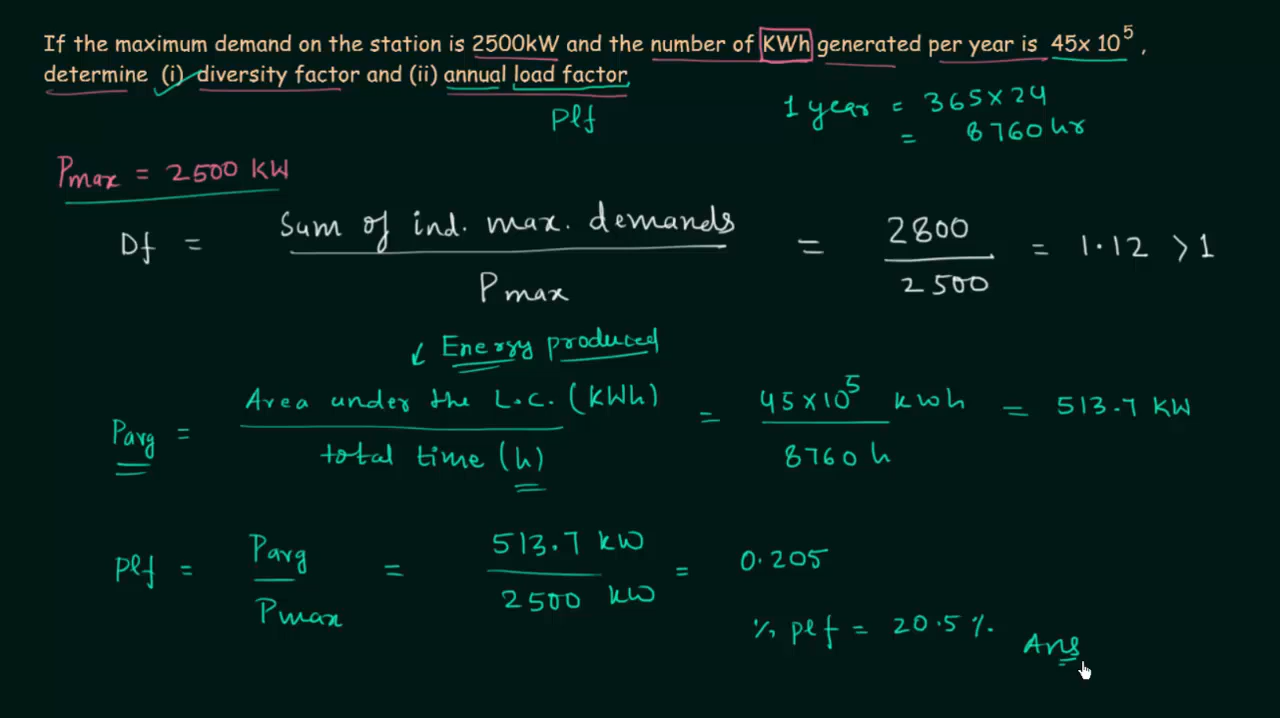 If the maximum demand on the station is 2500kW and the number of KWh generated per year is 45x 10^5 ,
determine (i) diversity factor and (ii) annual load factor
Plf
1 year = 365 x 24
= 8760 hr
Pmax = 2500 KW
Df = Sum of ind. max. demands / Pmax = 2800 / 2500 = 1.12 > 1
Energy produced
Pavg = Area under the L.C. (KWh) / total time (h) = 45 x 10^5 kwh / 8760 h = 513.7 KW
Plf = Pavg / Pmax = 513.7 KW / 2500 KW = 0.205
% plf = 20.5 %.
Ans